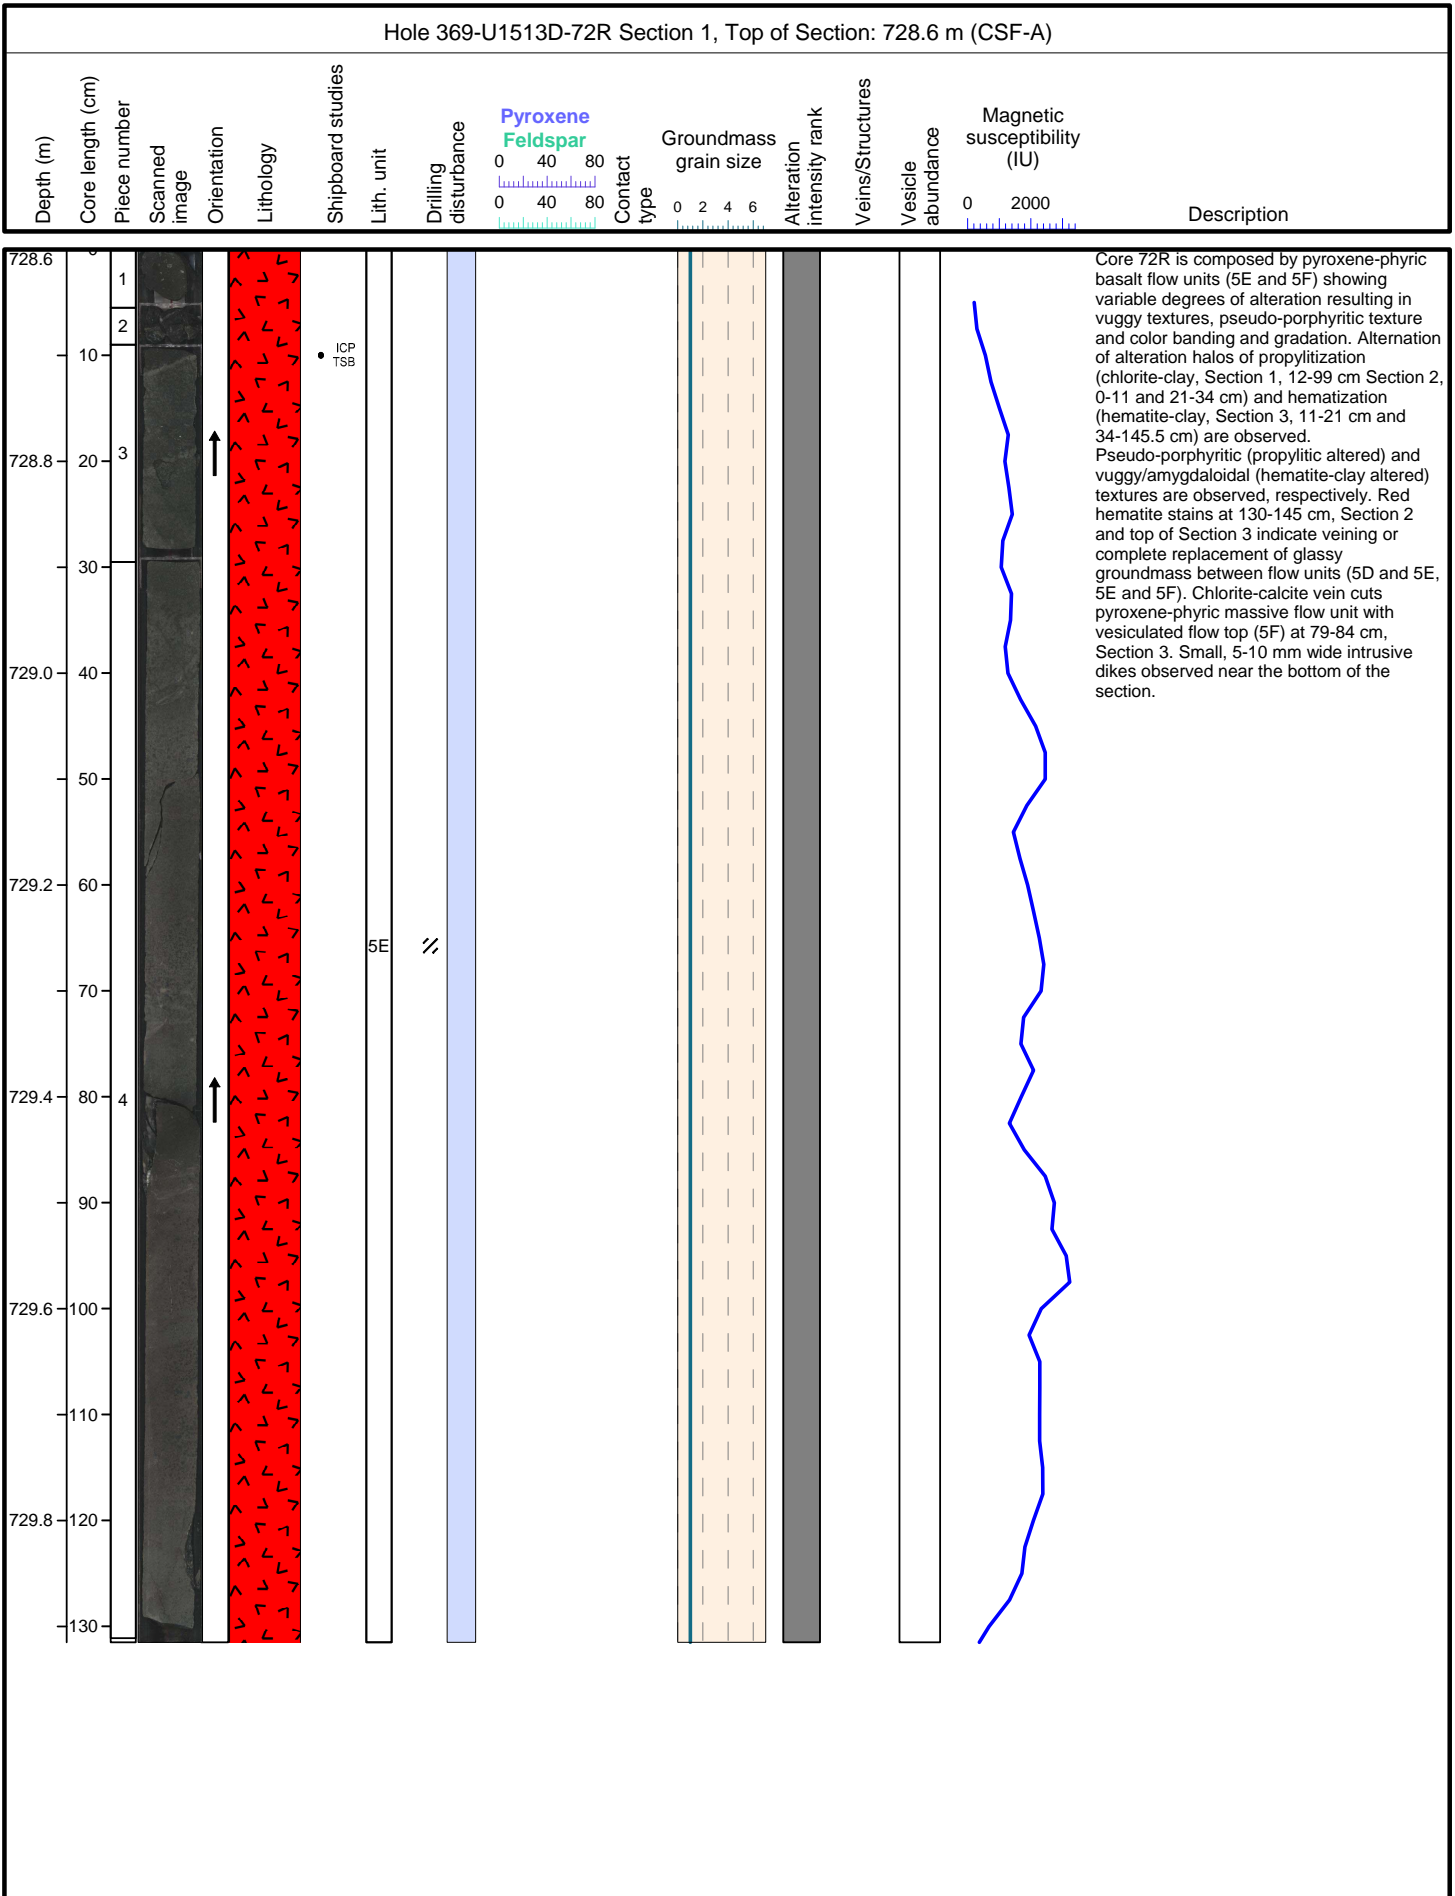 Hole 369-U1513D-72R Section 1, Top of Section: 728.6 m (CSF-A)
Depth (m)
Core length (cm)
Piece number
Scanned image
Orientation
Lithology
Shipboard studies
Lith. unit
Drilling disturbance
Pyroxene
Feldspar
0 40 80
0 40 80
Contact type
Groundmass
grain size
0 2 4 6
Alteration intensity rank
Veins/Structures
Vesicle abundance
Magnetic
susceptibility
(IU)
0 2000
Description
728.6
728.8
729.0
729.2
729.4
729.6
729.8
10
20
30
40
50
60
70
80
90
100
110
120
130
1
2
3
4
ICP
TSB
5E
Core 72R is composed by pyroxene-phyric
basalt flow units (5E and 5F) showing
variable degrees of alteration resulting in
vuggy textures, pseudo-porphyritic texture
and color banding and gradation. Alternation
of alteration halos of propylitization
(chlorite-clay, Section 1, 12-99 cm Section 2,
0-11 and 21-34 cm) and hematization
(hematite-clay, Section 3, 11-21 cm and
34-145.5 cm) are observed.
Pseudo-porphyritic (propylitic altered) and
vuggy/amygdaloidal (hematite-clay altered)
textures are observed, respectively. Red
hematite stains at 130-145 cm, Section 2
and top of Section 3 indicate veining or
complete replacement of glassy
groundmass between flow units (5D and 5E,
5E and 5F). Chlorite-calcite vein cuts
pyroxene-phyric massive flow unit with
vesiculated flow top (5F) at 79-84 cm,
Section 3. Small, 5-10 mm wide intrusive
dikes observed near the bottom of the
section.